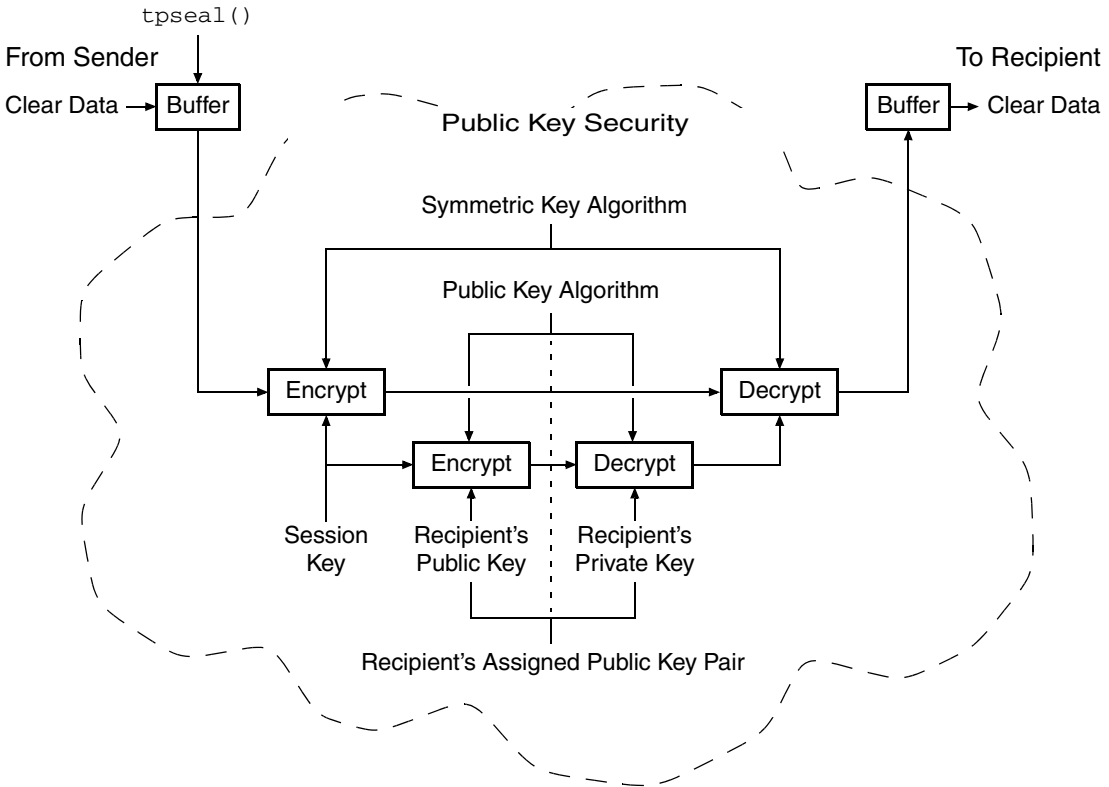 tpseal()
From Sender
To Recipient
Clear Data
Buffer
Buffer
Clear Data
Public Key Security
Symmetric Key Algorithm
Public Key Algorithm
Encrypt
Decrypt
Encrypt
Decrypt
Session
Key
Recipient’s
Public Key
Recipient’s
Private Key
Recipient’s Assigned Public Key Pair